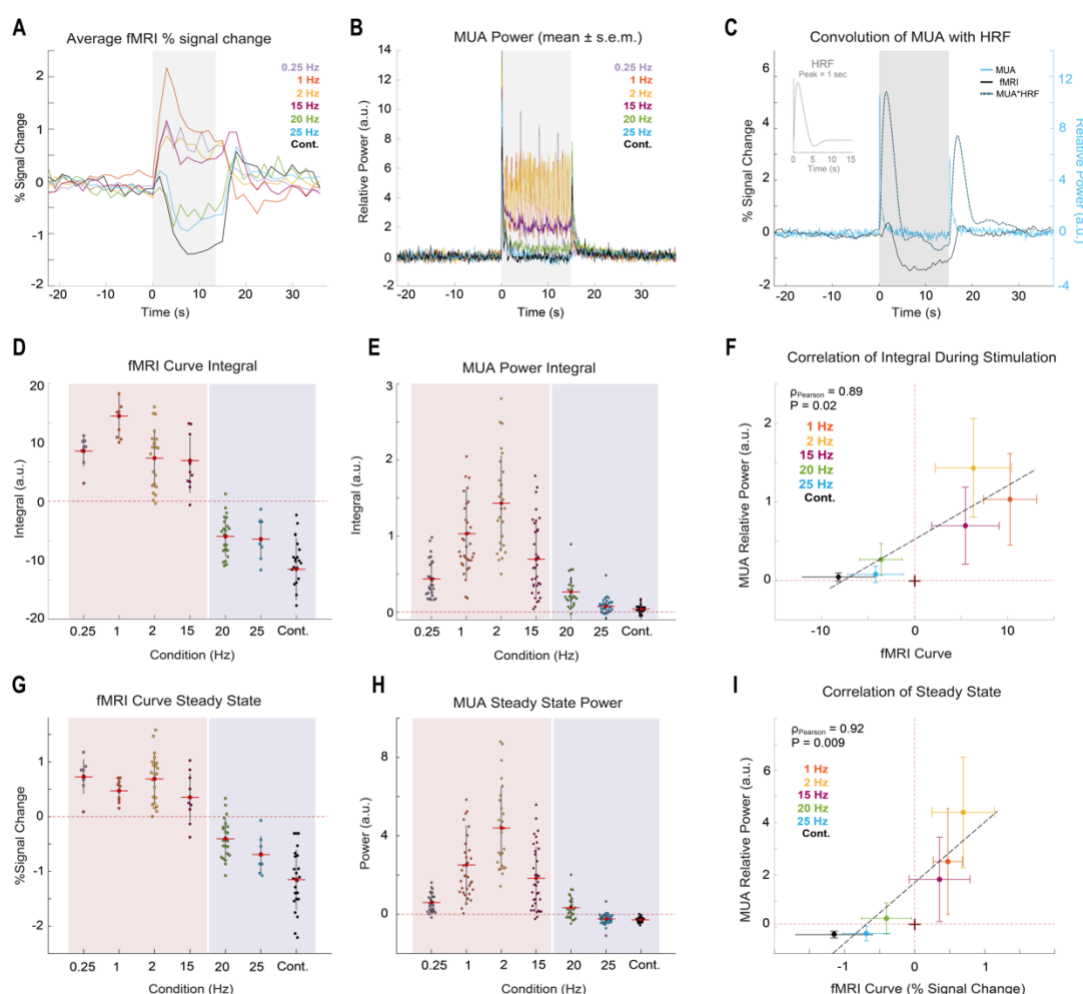 A
Average fMRI % signal change
0.25 Hz
1 Hz
2 Hz
15 Hz
20 Hz
25 Hz
Cont.
% Signal Change
2
1
0
-1
-2
-20 -10 0 10 20 30
Time (s)
B
MUA Power (mean ± s.e.m.)
0.25 Hz
1 Hz
2 Hz
15 Hz
20 Hz
25 Hz
Cont.
Relative Power (a.u.)
14
12
10
8
6
4
2
0
-2
-20 -10 0 10 20 30
Time (s)
C
Convolution of MUA with HRF
HRF
Peak = 1 sec
0 5 10 15
Time (s)
MUA
fMRI
MUA*HRF
% Signal Change
6
5
4
3
2
1
0
-1
-2
Relative Power (a.u.)
12
8
4
0
-4
-20 -10 0 10 20 30
Time (s)
D
fMRI Curve Integral
Integral (a.u.)
20
10
0
-10
-20
0.25 1 2 15 20 25 Cont.
Condition (Hz)
E
MUA Power Integral
Integral (a.u.)
3
2
1
0
0.25 1 2 15 20 25 Cont.
Condition (Hz)
F
Correlation of Integral During Stimulation
ρPearson = 0.89
P = 0.02
1 Hz
2 Hz
15 Hz
20 Hz
25 Hz
Cont.
MUA Relative Power (a.u.)
2
1
0
-10 0 10
fMRI Curve
G
fMRI Curve Steady State
%Signal Change
1
0
-1
-2
0.25 1 2 15 20 25 Cont.
Condition (Hz)
H
MUA Steady State Power
Power (a.u.)
8
4
0
0.25 1 2 15 20 25 Cont.
Condition (Hz)
I
Correlation of Steady State
ρPearson = 0.92
P = 0.009
1 Hz
2 Hz
15 Hz
20 Hz
25 Hz
Cont.
MUA Relative Power (a.u.)
6
4
2
0
-1 0 1
fMRI Curve (% Signal Change)